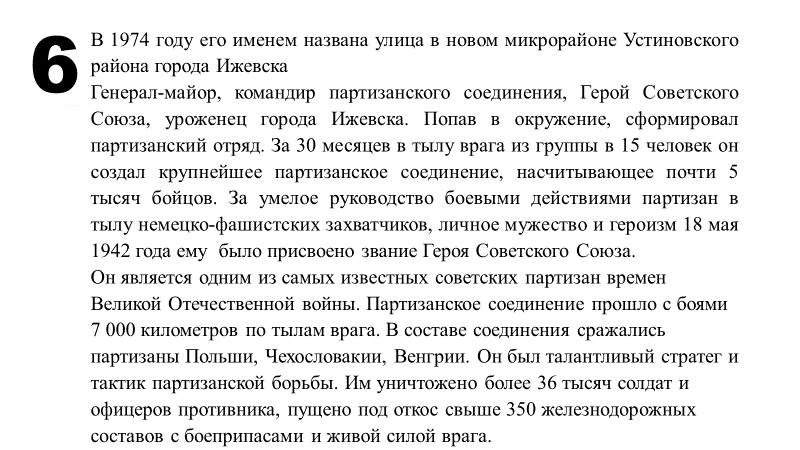 6
В 1974 году его именем названа улица в новом микрорайоне Устиновского
района города Ижевска
Генерал-майор, командир партизанского соединения, Герой Советского
Союза, уроженец города Ижевска. Попав в окружение, сформировал
партизанский отряд. За 30 месяцев в тылу врага из группы в 15 человек он
создал крупнейшее партизанское соединение, насчитывающее почти 5
тысяч бойцов. За умелое руководство боевыми действиями партизан в
тылу немецко-фашистских захватчиков, личное мужество и героизм 18 мая
1942 года ему было присвоено звание Героя Советского Союза.
Он является одним из самых известных советских партизан времен
Великой Отечественной войны. Партизанское соединение прошло с боями
7 000 километров по тылам врага. В составе соединения сражались
партизаны Польши, Чехословакии, Венгрии. Он был талантливый стратег и
тактик партизанской борьбы. Им уничтожено более 36 тысяч солдат и
офицеров противника, пущено под откос свыше 350 железнодорожных
составов с боеприпасами и живой силой врага.